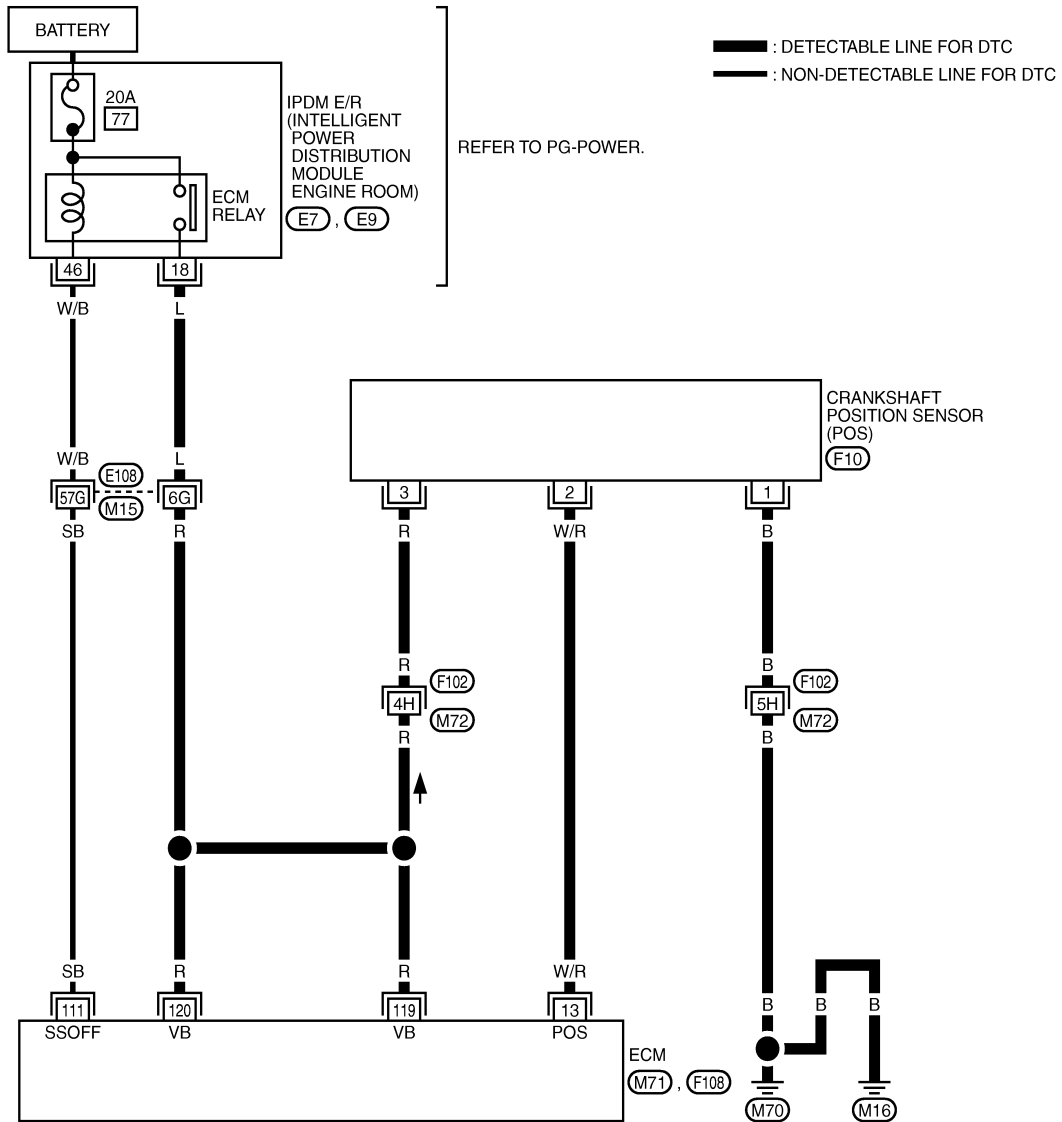 BATTERY
: DETECTABLE LINE FOR DTC
: NON-DETECTABLE LINE FOR DTC
20A
77
IPDM E/R
(INTELLIGENT
POWER
DISTRIBUTION
MODULE
ENGINE ROOM)
E7 , E9
REFER TO PG-POWER.
ECM
RELAY
46 18
W/B L
CRANKSHAFT
POSITION SENSOR
(POS)
F10
W/B L
E108
57G 6G
M15
SB R
3 2 1
R W/R B
R B
F102 F102
4H 5H
M72 M72
R B
SB R R W/R
111 120 119 13
SSOFF VB VB POS
B B B
ECM
M71 , F108
M70 M16